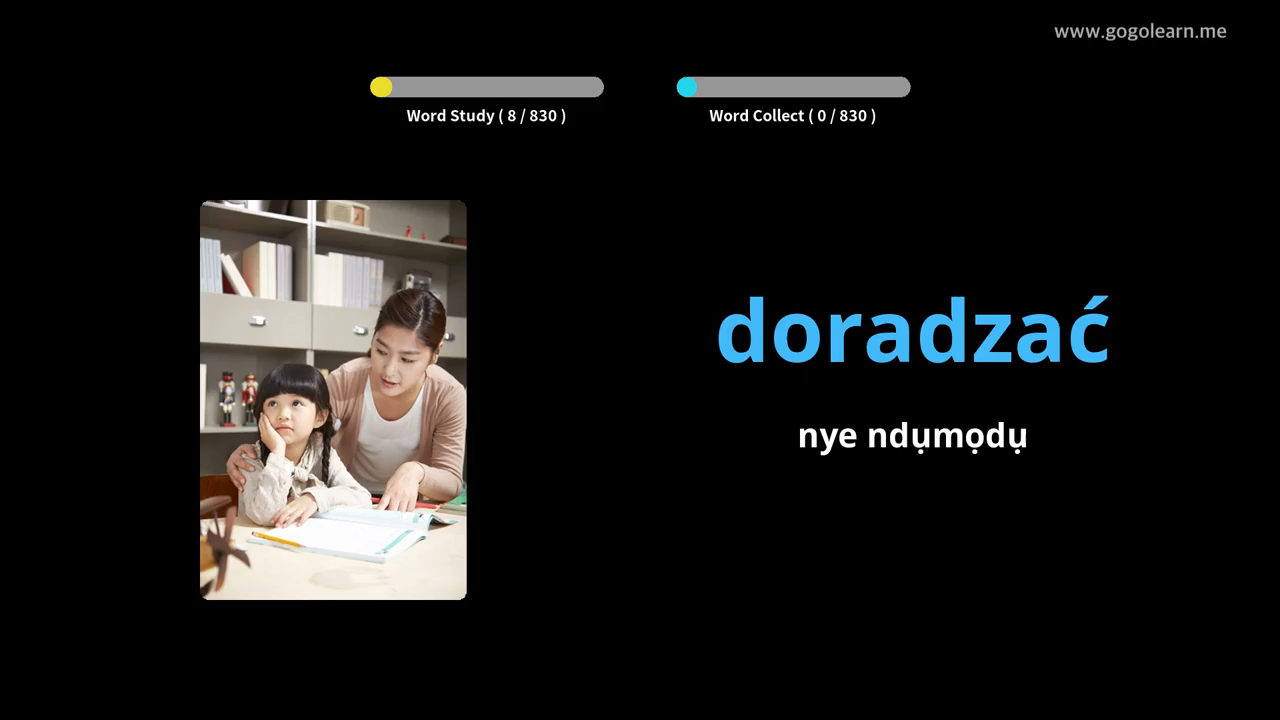 www.gogolearn.me
Word Study ( 8 / 830 )
Word Collect ( 0 / 830 )
doradzać
nye ndụmọdụ